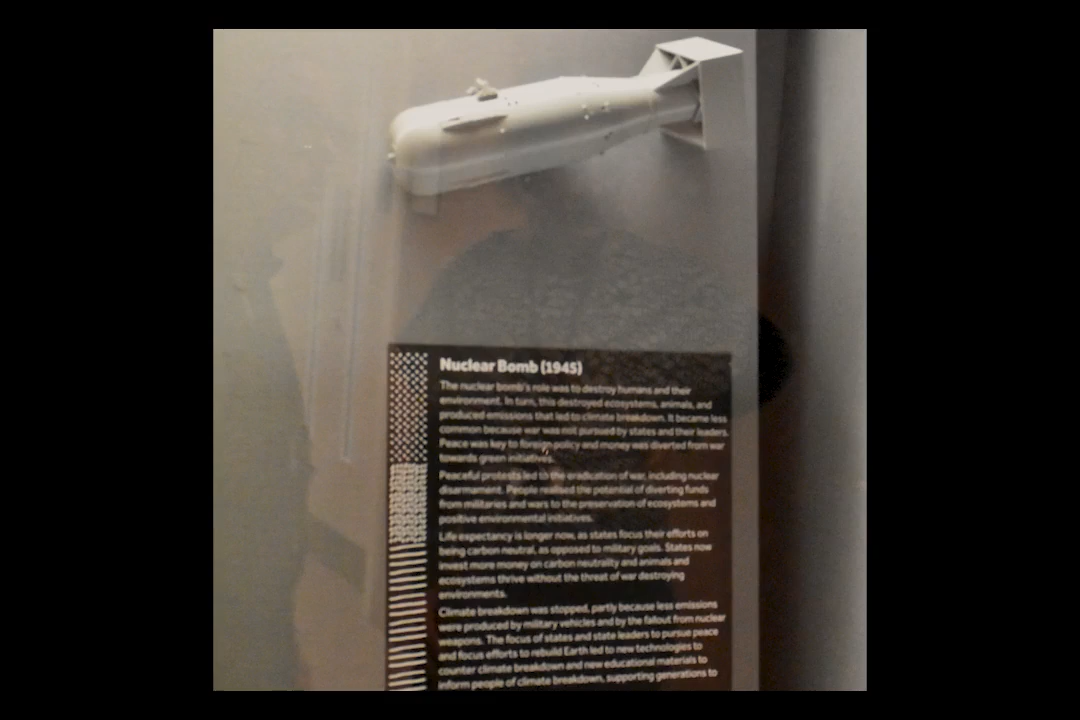 Nuclear Bomb (1945)
The nuclear bomb's role was to destroy humans and their
environment. In turn, this destroyed ecosystems, animals, and
produced emissions that led to climate breakdown. It became less
common because war was not pursued by states and their leaders.
Peace was key to foreign policy and money was diverted from war
towards green initiatives.
Peaceful protests led to the eradication of war, including nuclear
disarmament. People realised the potential of diverting funds
from militaries and wars to the preservation of ecosystems and
positive environmental initiatives.
Life expectancy is longer now, as states focus their efforts on
being carbon neutral, as opposed to military goals. States now
invest more money on carbon neutrality and animals and
ecosystems thrive without the threat of war destroying
environments.
Climate breakdown was stopped, partly because less emissions
were produced by military vehicles and by the fallout from nuclear
weapons. The focus of states and state leaders to pursue peace
and focus efforts to rebuild Earth led to new technologies to
counter climate breakdown and new educational materials to
inform people of climate breakdown, supporting generations to